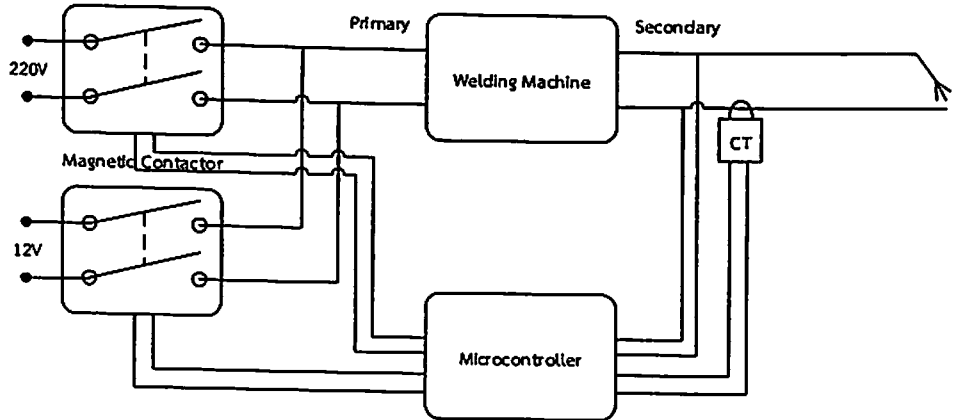 Primary
Secondary
220V
Welding Machine
CT
Magnetic Contactor
12V
Microcontroller